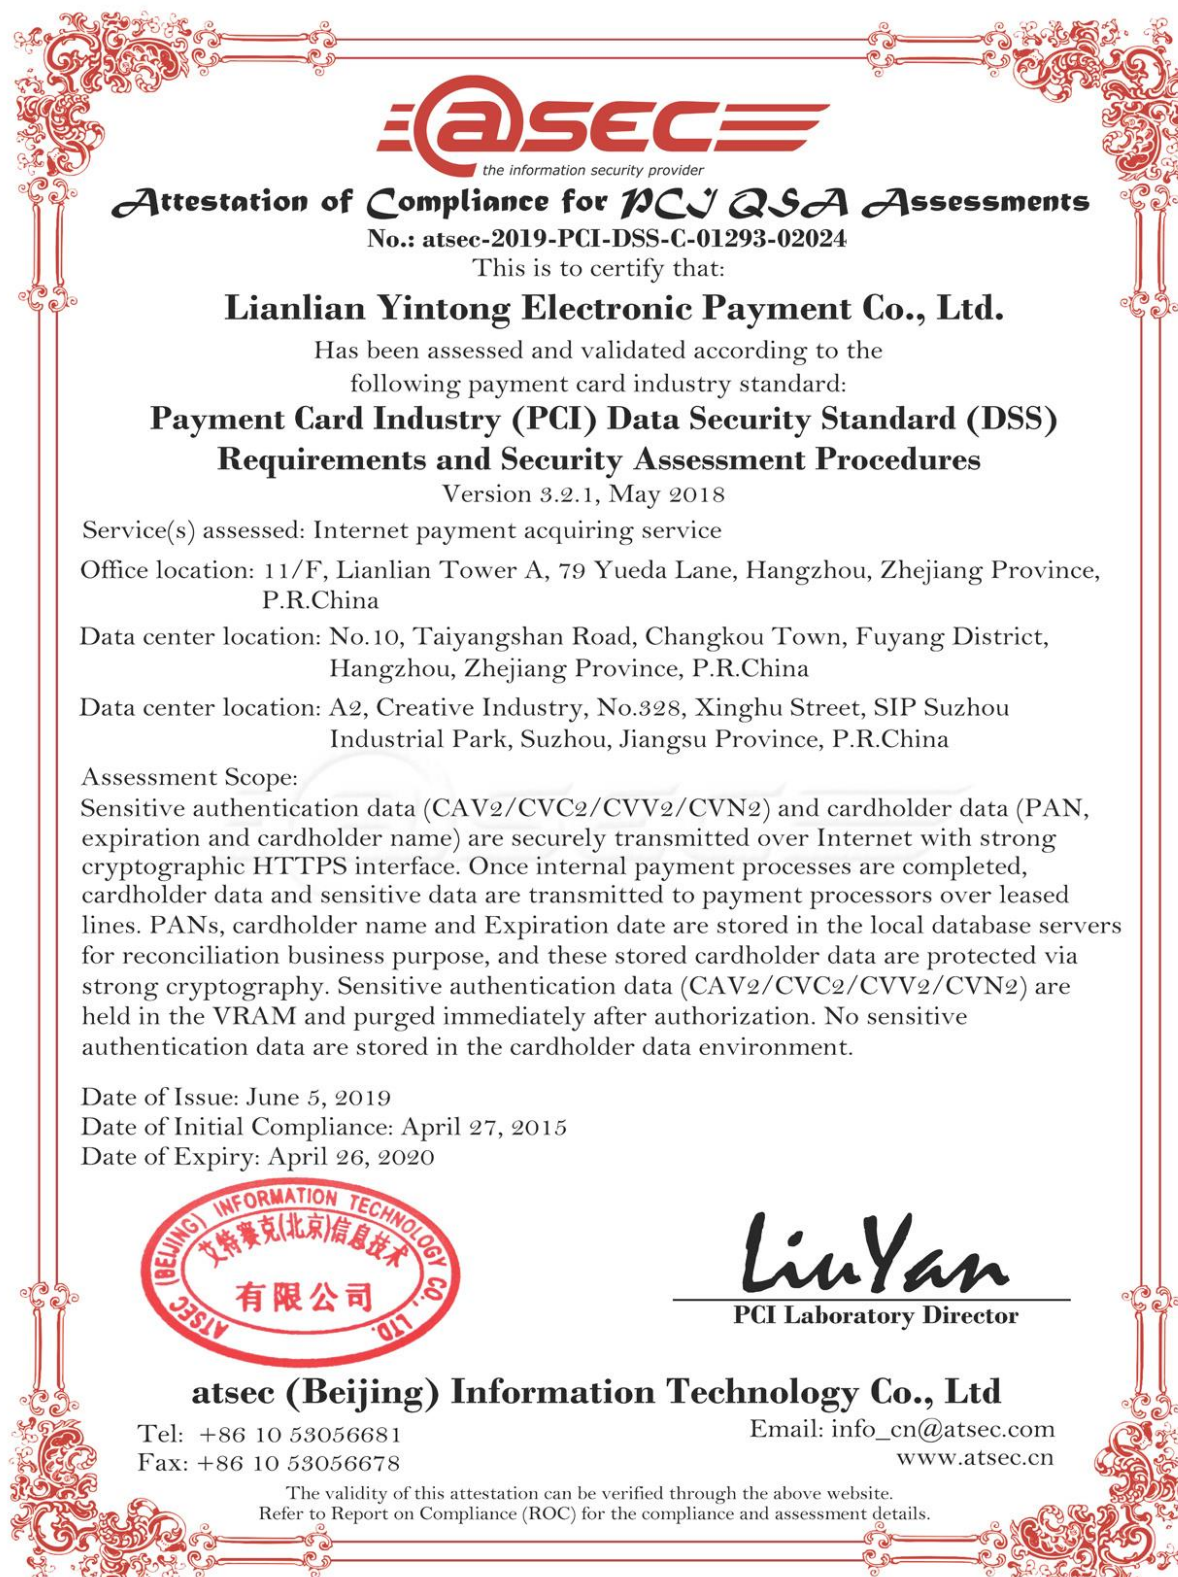 @sec
the information security provider
Attestation of Compliance for PCI QSA Assessments
No.: atsec-2019-PCI-DSS-C-01293-02024
This is to certify that:
Lianlian Yintong Electronic Payment Co., Ltd.
Has been assessed and validated according to the
following payment card industry standard:
Payment Card Industry (PCI) Data Security Standard (DSS)
Requirements and Security Assessment Procedures
Version 3.2.1, May 2018
Service(s) assessed: Internet payment acquiring service
Office location: 11/F, Lianlian Tower A, 79 Yueda Lane, Hangzhou, Zhejiang Province,
P.R.China
Data center location: No.10, Taiyangshan Road, Changkou Town, Fuyang District,
Hangzhou, Zhejiang Province, P.R.China
Data center location: A2, Creative Industry, No.328, Xinghu Street, SIP Suzhou
Industrial Park, Suzhou, Jiangsu Province, P.R.China
Assessment Scope:
Sensitive authentication data (CAV2/CVC2/CVV2/CVN2) and cardholder data (PAN,
expiration and cardholder name) are securely transmitted over Internet with strong
cryptographic HTTPS interface. Once internal payment processes are completed,
cardholder data and sensitive data are transmitted to payment processors over leased
lines. PANs, cardholder name and Expiration date are stored in the local database servers
for reconciliation business purpose, and these stored cardholder data are protected via
strong cryptography. Sensitive authentication data (CAV2/CVC2/CVV2/CVN2) are
held in the VRAM and purged immediately after authorization. No sensitive
authentication data are stored in the cardholder data environment.
Date of Issue: June 5, 2019
Date of Initial Compliance: April 27, 2015
Date of Expiry: April 26, 2020
ATSEC (BEIJING) INFORMATION TECHNOLOGY CO., LTD.
艾特赛克(北京)信息技术
有限公司
LiuYan
PCI Laboratory Director
atsec (Beijing) Information Technology Co., Ltd
Tel: +86 10 53056681
Email: info_cn@atsec.com
Fax: +86 10 53056678
www.atsec.cn
The validity of this attestation can be verified through the above website.
Refer to Report on Compliance (ROC) for the compliance and assessment details.